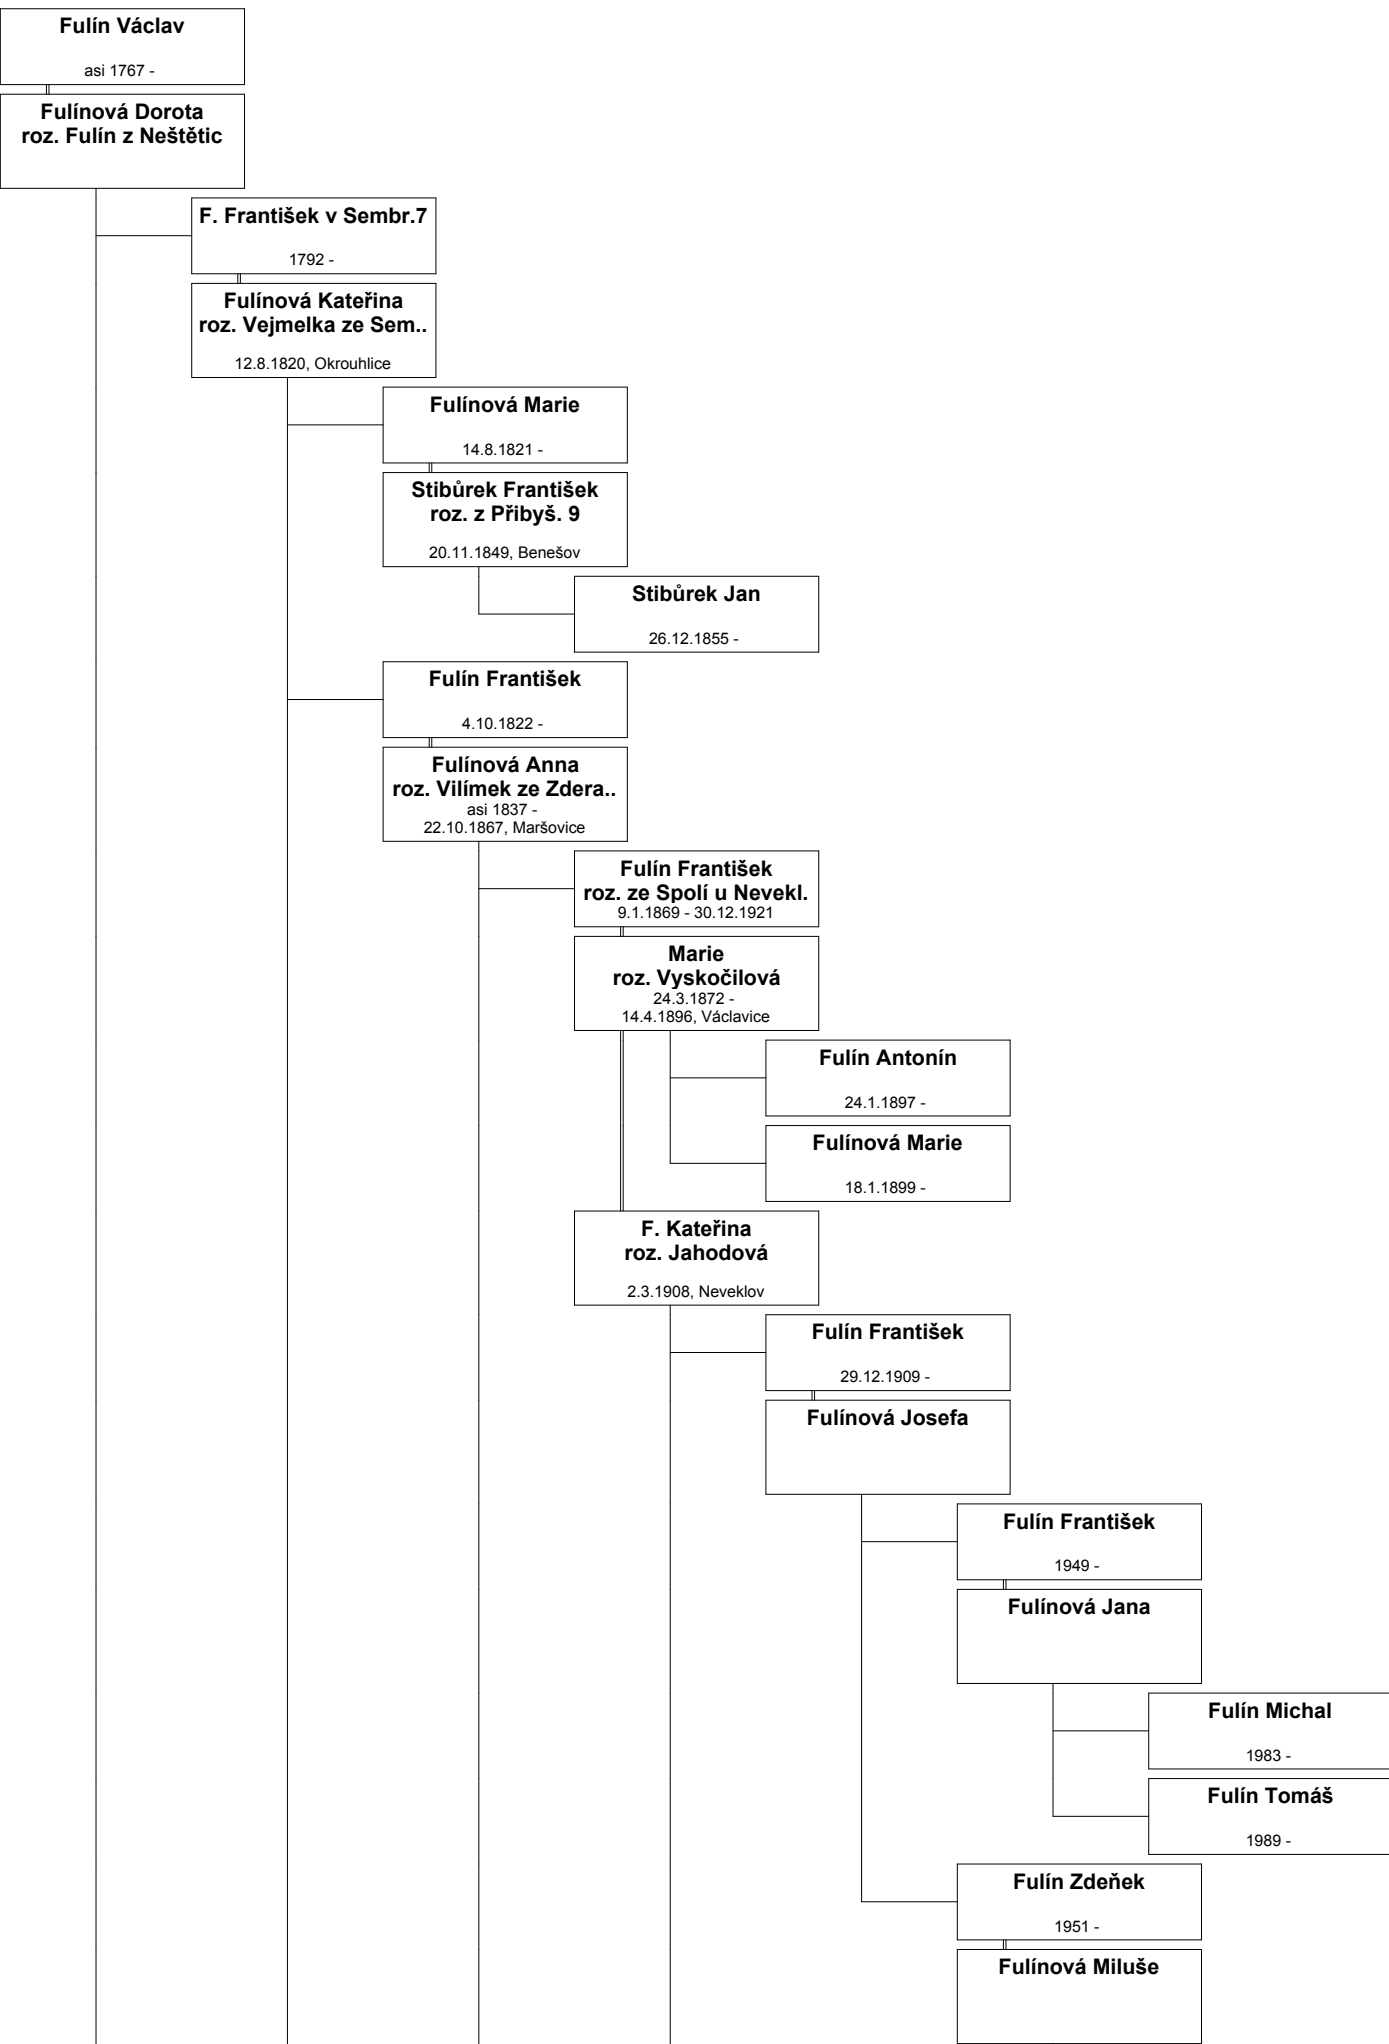 Fulín Václav
asi 1767 -
Fulínová Dorota
roz. Fulín z Neštětic
F. František v Sembr.7
1792 -
Fulínová Kateřina
roz. Vejmelka ze Sem..
12.8.1820, Okrouhlice
Fulínová Marie
14.8.1821 -
Stibůrek František
roz. z Přibyš. 9
20.11.1849, Benešov
Stibůrek Jan
26.12.1855 -
Fulín František
4.10.1822 -
Fulínová Anna
roz. Vilímek ze Zdera..
asi 1837 -
22.10.1867, Maršovice
Fulín František
roz. ze Spolí u Nevekl.
9.1.1869 - 30.12.1921
Marie
roz. Vyskočilová
24.3.1872 -
14.4.1896, Václavice
Fulín Antonín
24.1.1897 -
Fulínová Marie
18.1.1899 -
F. Kateřina
roz. Jahodová
2.3.1908, Neveklov
Fulín František
29.12.1909 -
Fulínová Josefa
Fulín František
1949 -
Fulínová Jana
Fulín Michal
1983 -
Fulín Tomáš
1989 -
Fulín Zdeňek
1951 -
Fulínová Miluše